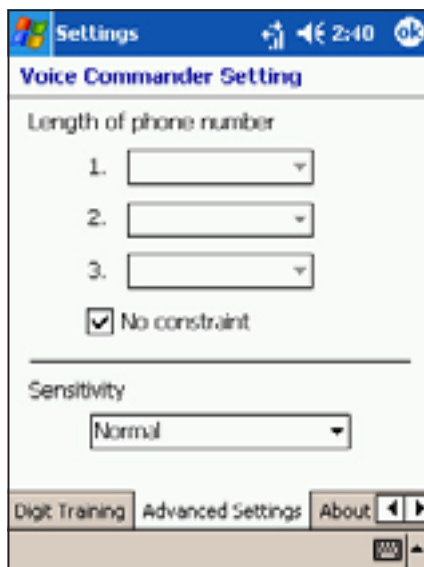 Settings 2:40 ok
Voice Commander Setting
Length of phone number
1.
2.
3.
No constraint
Sensitivity
Normal
Digit Training Advanced Settings About